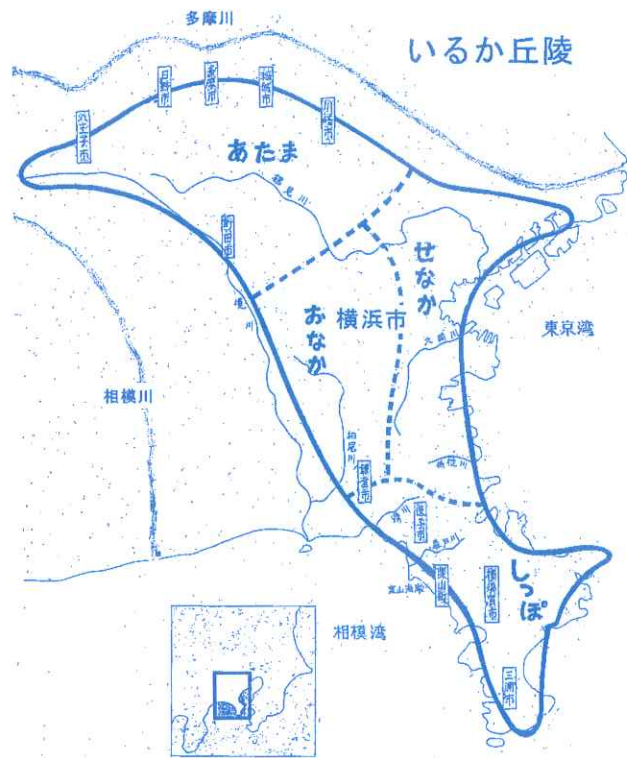 多摩川
いるか丘陵
日野市
多摩市
稲城市
川崎市
八王子市
あたま
鶴見川
町田市
せなか
境川
おなか
横浜市
大岡川
東京湾
相模川
柏尾川
鎌倉市
逗子市
森戸川
葉山町
横須賀市
しっぽ
相模湾
三浦市